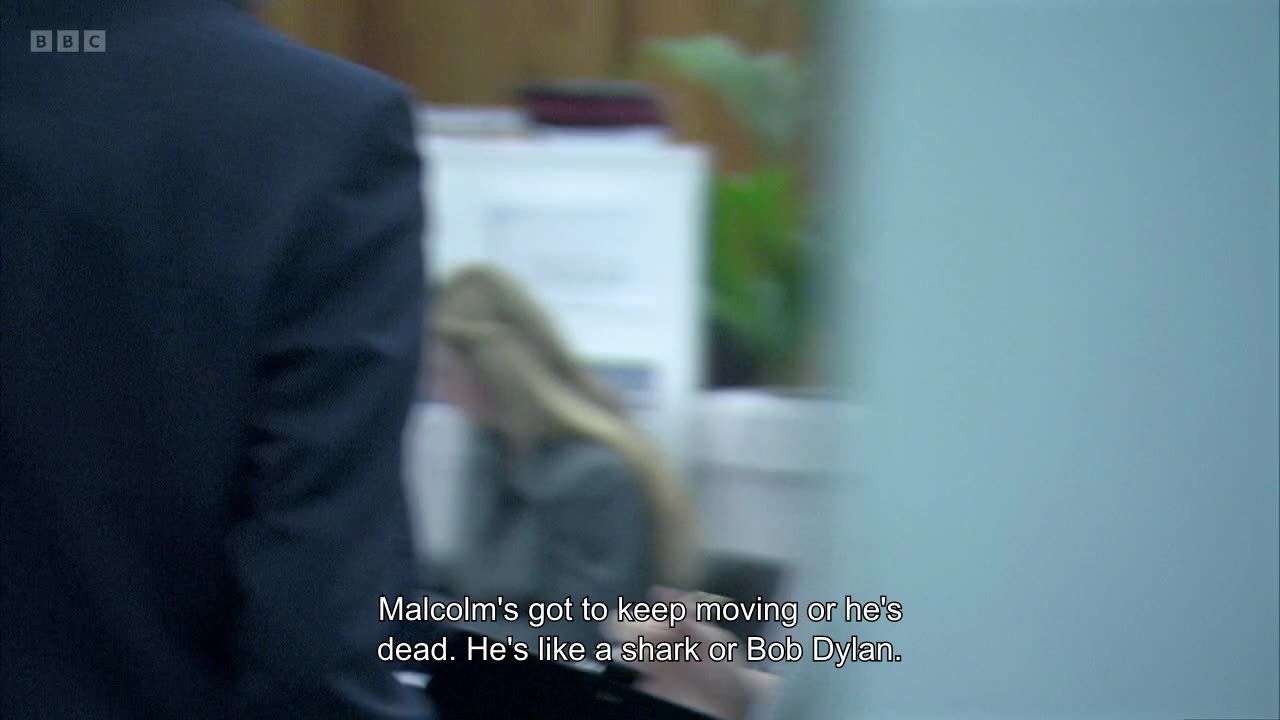 BBC
Malcolm's got to keep moving or he's
dead. He's like a shark or Bob Dylan.